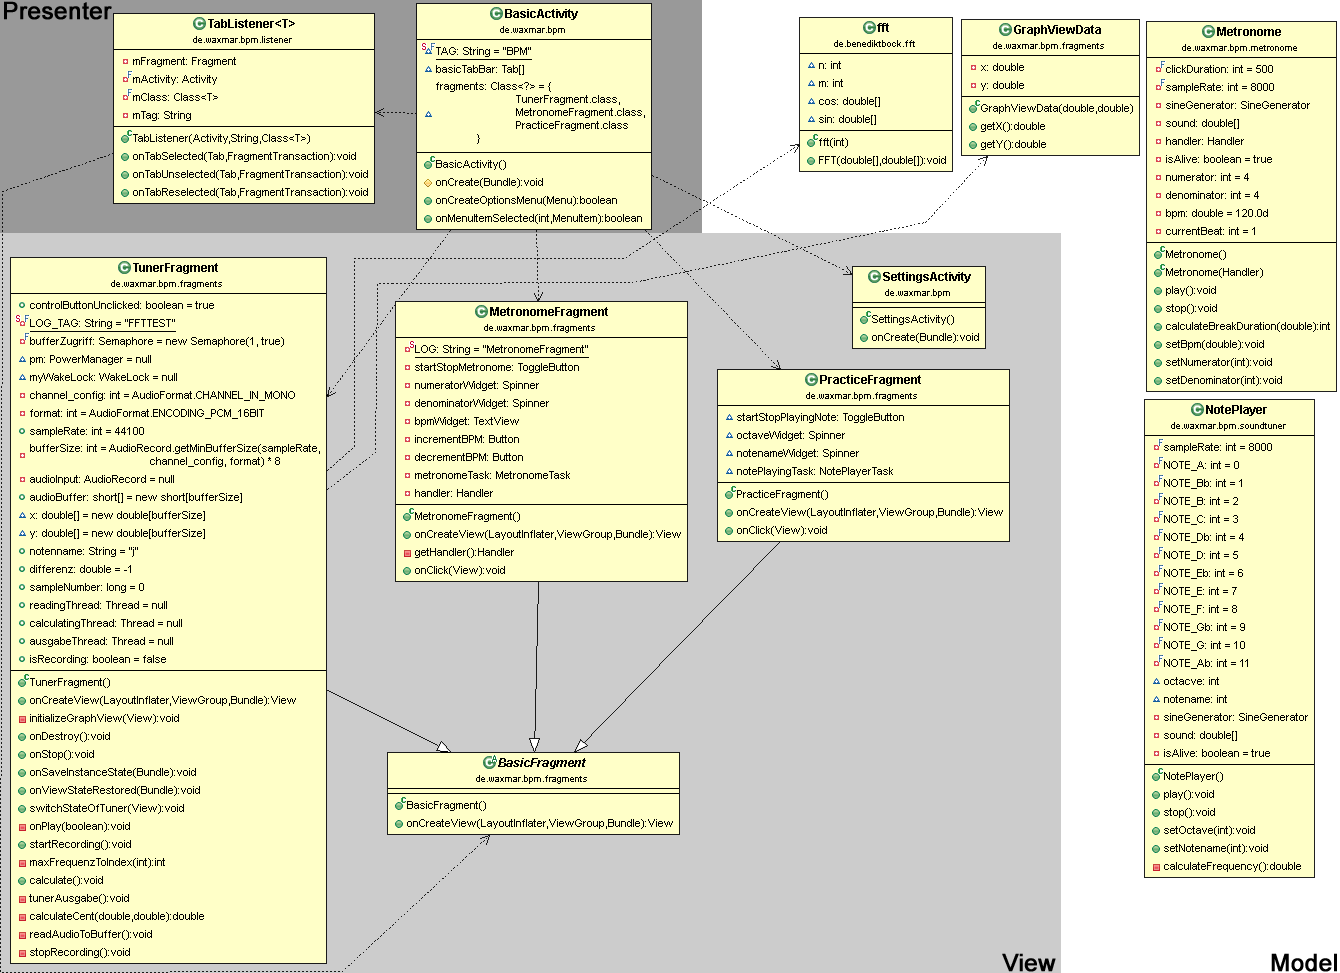 Presenter
TabListener<T>
de.waxmar.bpm.listener
mFragment: Fragment
mActivity: Activity
mClass: Class<T>
mTag: String
TabListener(Activity,String,Class<T>)
onTabSelected(Tab,FragmentTransaction):void
onTabUnselected(Tab,FragmentTransaction):void
onTabReselected(Tab,FragmentTransaction):void
BasicActivity
de.waxmar.bpm
TAG: String = "BPM"
basicTabBar: Tab[]
fragments: Class<?> = {
TunerFragment.class,
MetronomeFragment.class,
PracticeFragment.class
}
BasicActivity()
onCreate(Bundle):void
onCreateOptionsMenu(Menu):boolean
onMenuItemSelected(int,MenuItem):boolean
fft
de.benediktbock.fft
n: int
m: int
cos: double[]
sin: double[]
fft(int)
FFT(double[],double[]):void
GraphViewData
de.waxmar.bpm.fragments
x: double
y: double
GraphViewData(double,double)
getX():double
getY():double
Metronome
de.waxmar.bpm.metronome
clickDuration: int = 500
sampleRate: int = 8000
sineGenerator: SineGenerator
sound: double[]
handler: Handler
isAlive: boolean = true
numerator: int = 4
denominator: int = 4
bpm: double = 120.0d
currentBeat: int = 1
Metronome()
Metronome(Handler)
play():void
stop():void
calculateBreakDuration(double):int
setBpm(double):void
setNumerator(int):void
setDenominator(int):void
TunerFragment
de.waxmar.bpm.fragments
controlButtonUnclicked: boolean = true
LOG_TAG: String = "FFTTEST"
bufferZugriff: Semaphore = new Semaphore(1, true)
pm: PowerManager = null
myWakeLock: WakeLock = null
channel_config: int = AudioFormat.CHANNEL_IN_MONO
format: int = AudioFormat.ENCODING_PCM_16BIT
sampleRate: int = 44100
bufferSize: int = AudioRecord.getMinBufferSize(sampleRate,
channel_config, format) * 8
audioInput: AudioRecord = null
audioBuffer: short[] = new short[bufferSize]
x: double[] = new double[bufferSize]
y: double[] = new double[bufferSize]
notenname: String = "j"
differenz: double = -1
sampleNumber: long = 0
readingThread: Thread = null
calculatingThread: Thread = null
ausgabeThread: Thread = null
isRecording: boolean = false
TunerFragment()
onCreateView(LayoutInflater,ViewGroup,Bundle):View
initializeGraphView(View):void
onDestroy():void
onStop():void
onSaveInstanceState(Bundle):void
onViewStateRestored(Bundle):void
switchStateOfTuner(View):void
onPlay(boolean):void
startRecording():void
maxFrequenzToIndex(int):int
calculate():void
tunerAusgabe():void
calculateCent(double,double):double
readAudioToBuffer():void
stopRecording():void
MetronomeFragment
de.waxmar.bpm.fragments
LOG: String = "MetronomeFragment"
startStopMetronome: ToggleButton
numeratorWidget: Spinner
denominatorWidget: Spinner
bpmWidget: TextView
incrementBPM: Button
decrementBPM: Button
metronomeTask: MetronomeTask
handler: Handler
MetronomeFragment()
onCreateView(LayoutInflater,ViewGroup,Bundle):View
getHandler():Handler
onClick(View):void
SettingsActivity
de.waxmar.bpm
SettingsActivity()
onCreate(Bundle):void
PracticeFragment
de.waxmar.bpm.fragments
startStopPlayingNote: ToggleButton
octaveWidget: Spinner
notenameWidget: Spinner
notePlayingTask: NotePlayerTask
PracticeFragment()
onCreateView(LayoutInflater,ViewGroup,Bundle):View
onClick(View):void
NotePlayer
de.waxmar.bpm.soundtuner
sampleRate: int = 8000
NOTE_A: int = 0
NOTE_Bb: int = 1
NOTE_B: int = 2
NOTE_C: int = 3
NOTE_Db: int = 4
NOTE_D: int = 5
NOTE_Eb: int = 6
NOTE_E: int = 7
NOTE_F: int = 8
NOTE_Gb: int = 9
NOTE_G: int = 10
NOTE_Ab: int = 11
octacve: int
notename: int
sineGenerator: SineGenerator
sound: double[]
isAlive: boolean = true
NotePlayer()
play():void
stop():void
setOctave(int):void
setNotename(int):void
calculateFrequency():double
BasicFragment
de.waxmar.bpm.fragments
BasicFragment()
onCreateView(LayoutInflater,ViewGroup,Bundle):View
View
Model